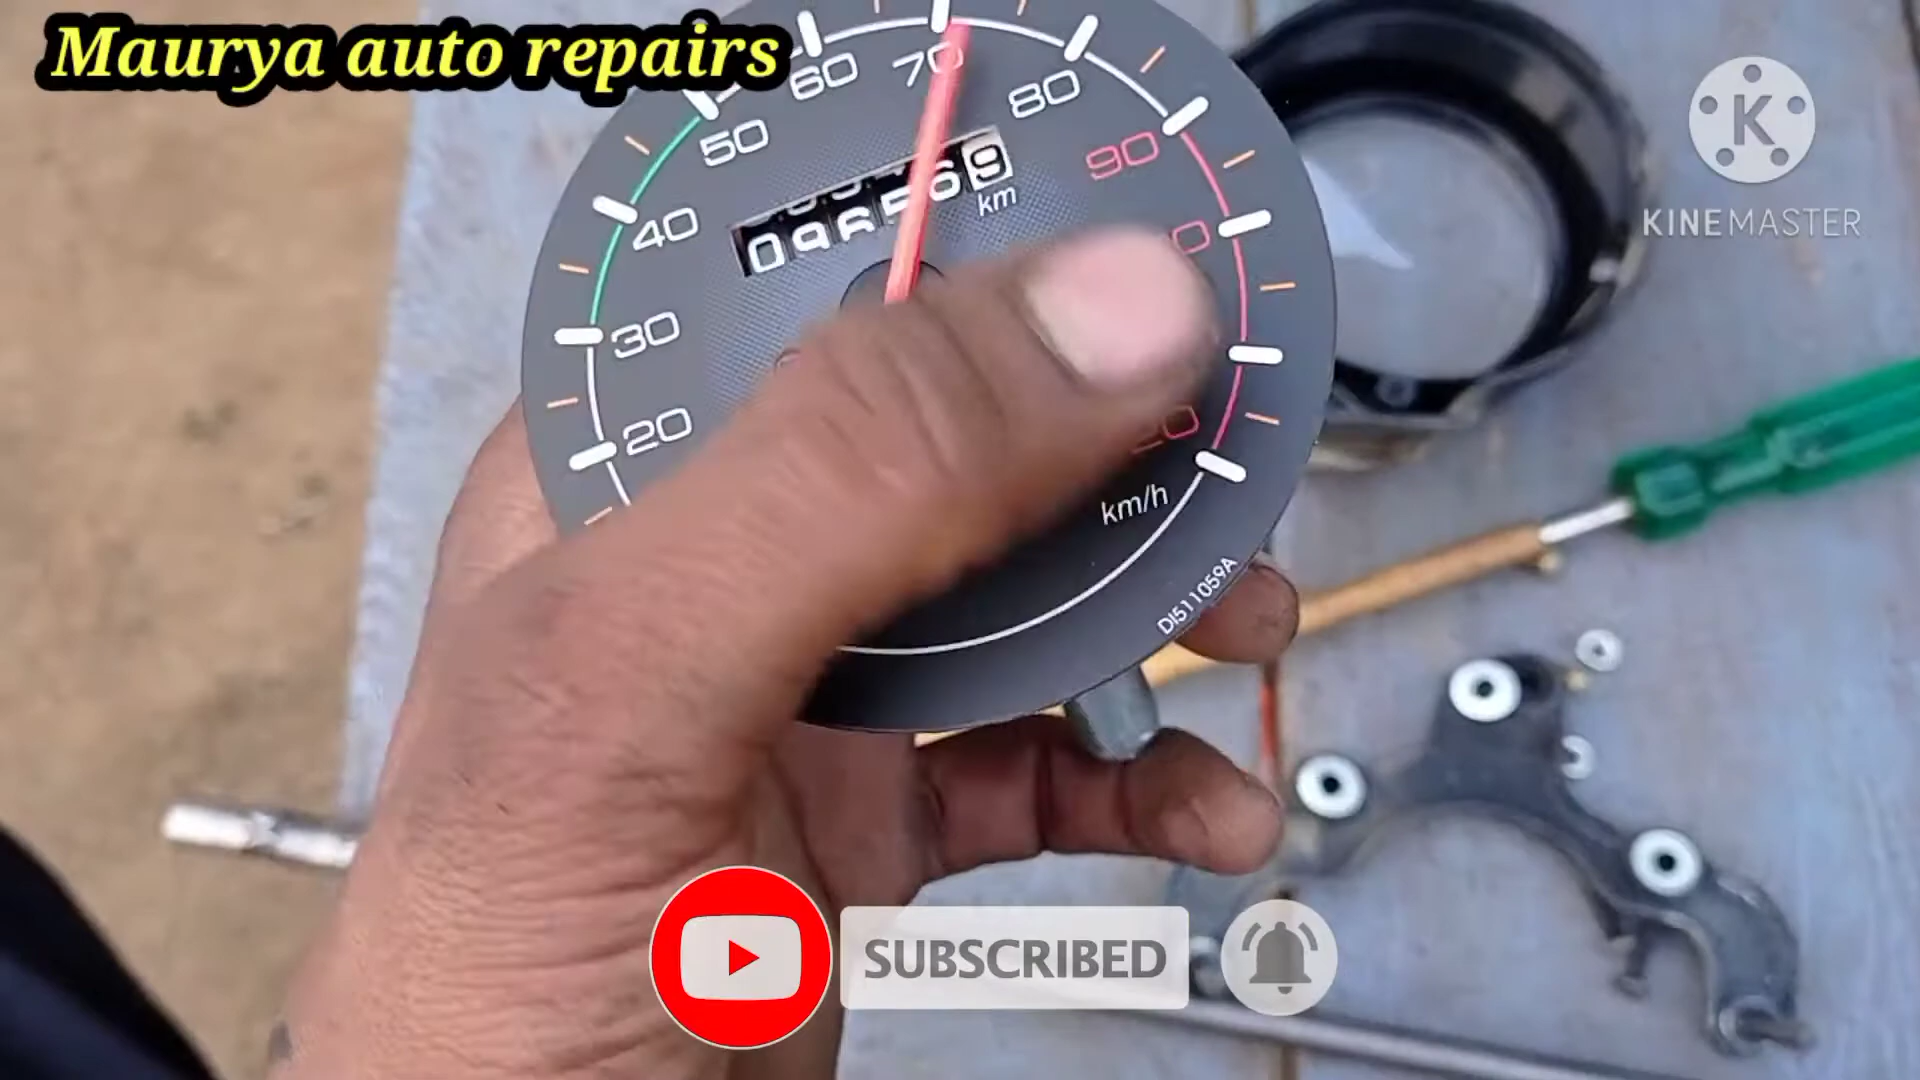 Maurya auto repairs
KINEMASTER
50 60 70 80 90
40
30
20
km
km/h
DI511059A
SUBSCRIBED